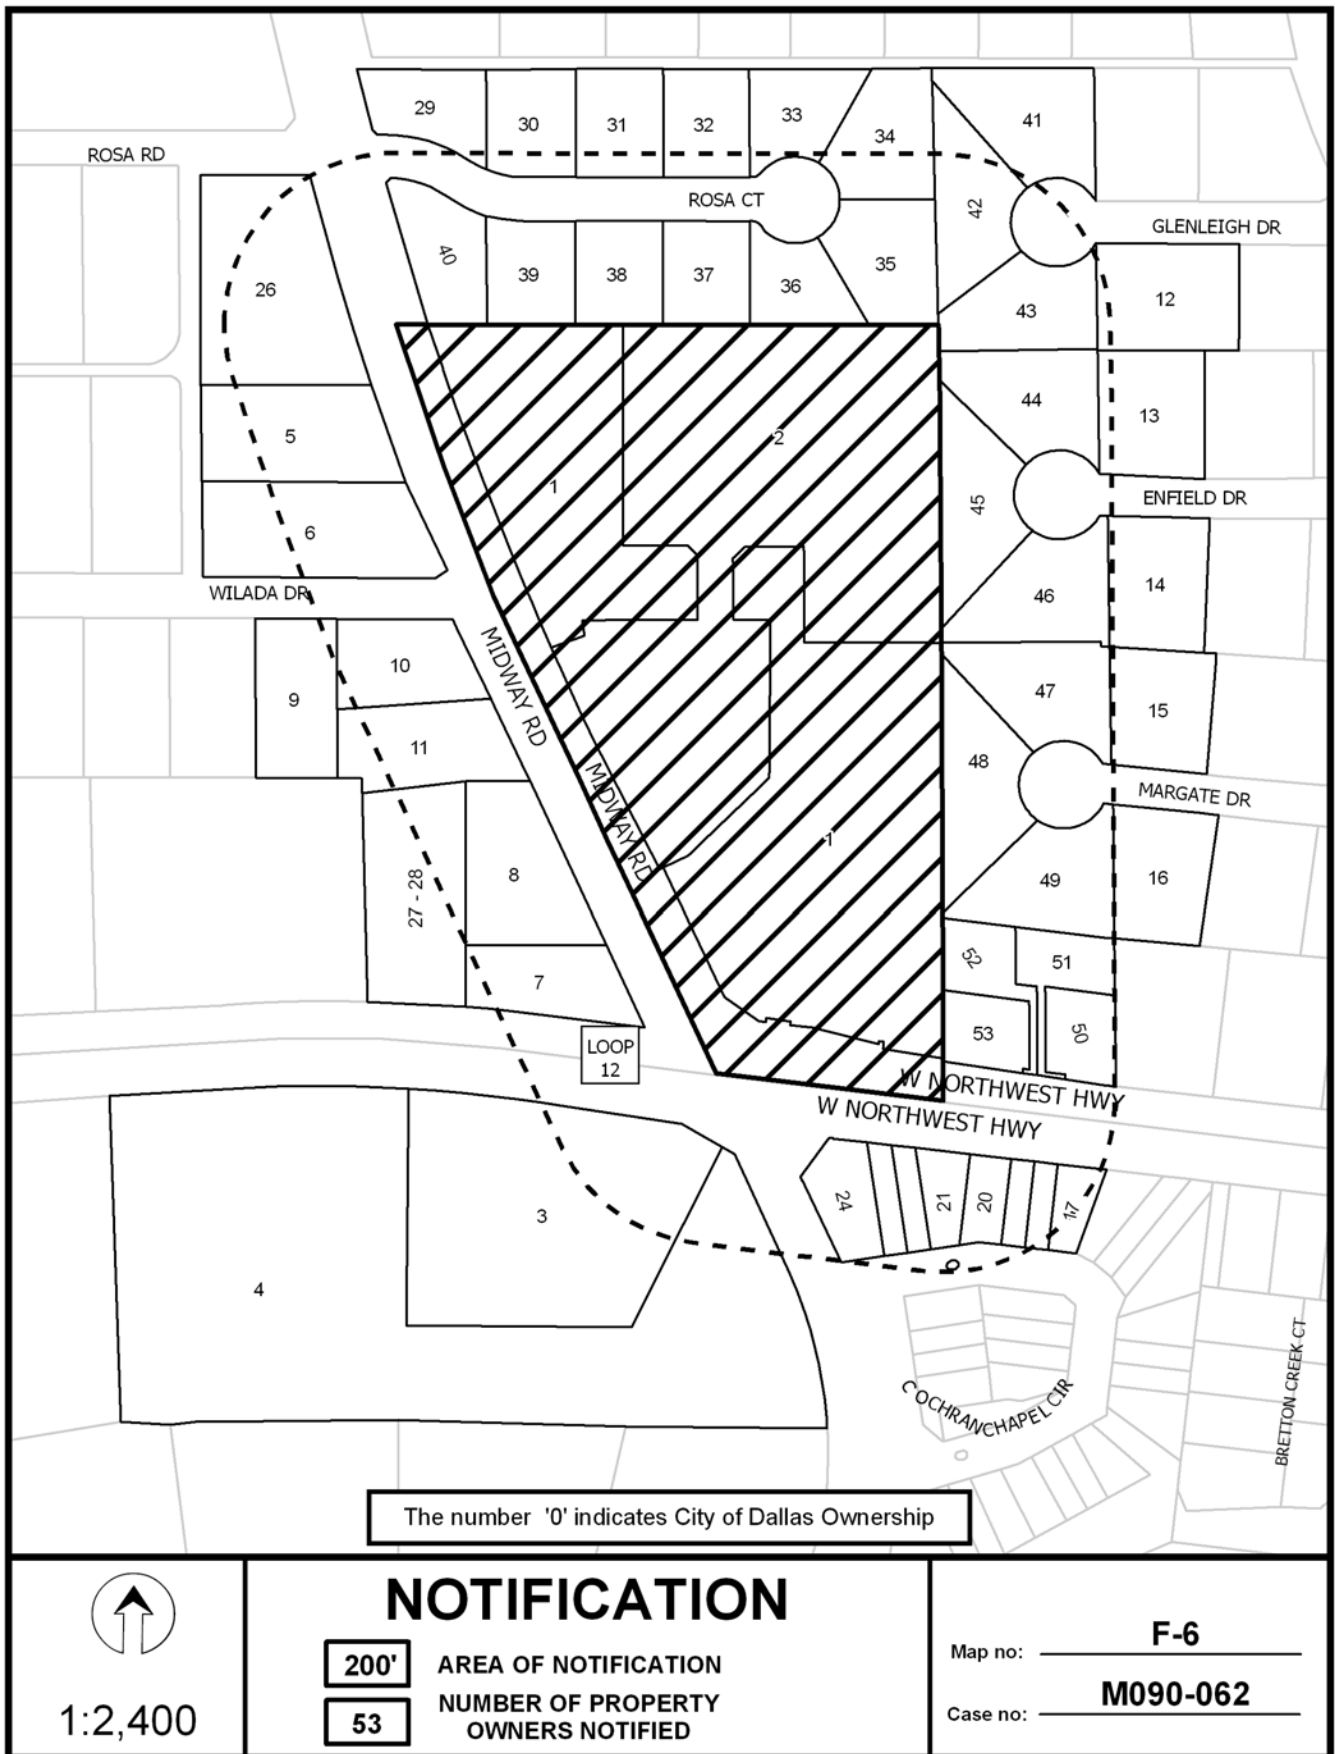 29
30
31
32
33
34
41
ROSA RD
ROSA CT
42
GLENLEIGH DR
40
39
38
37
36
35
43
12
26
44
13
5
2
1
45
ENFIELD DR
6
WILADA DR
46
14
MIDWAY RD
10
9
11
47
15
48
MARGATE DR
MIDWAY RD
1
8
27 - 28
49
16
52
51
7
53
50
LOOP
12
W NORTHWEST HWY
W NORTHWEST HWY
24
21
20
17
3
0
4
COCHRAN CHAPEL CIR
BRETTON CREEK CT
0
The number '0' indicates City of Dallas Ownership
1:2,400
NOTIFICATION
200' AREA OF NOTIFICATION
53 NUMBER OF PROPERTY
OWNERS NOTIFIED
Map no: F-6
Case no: M090-062